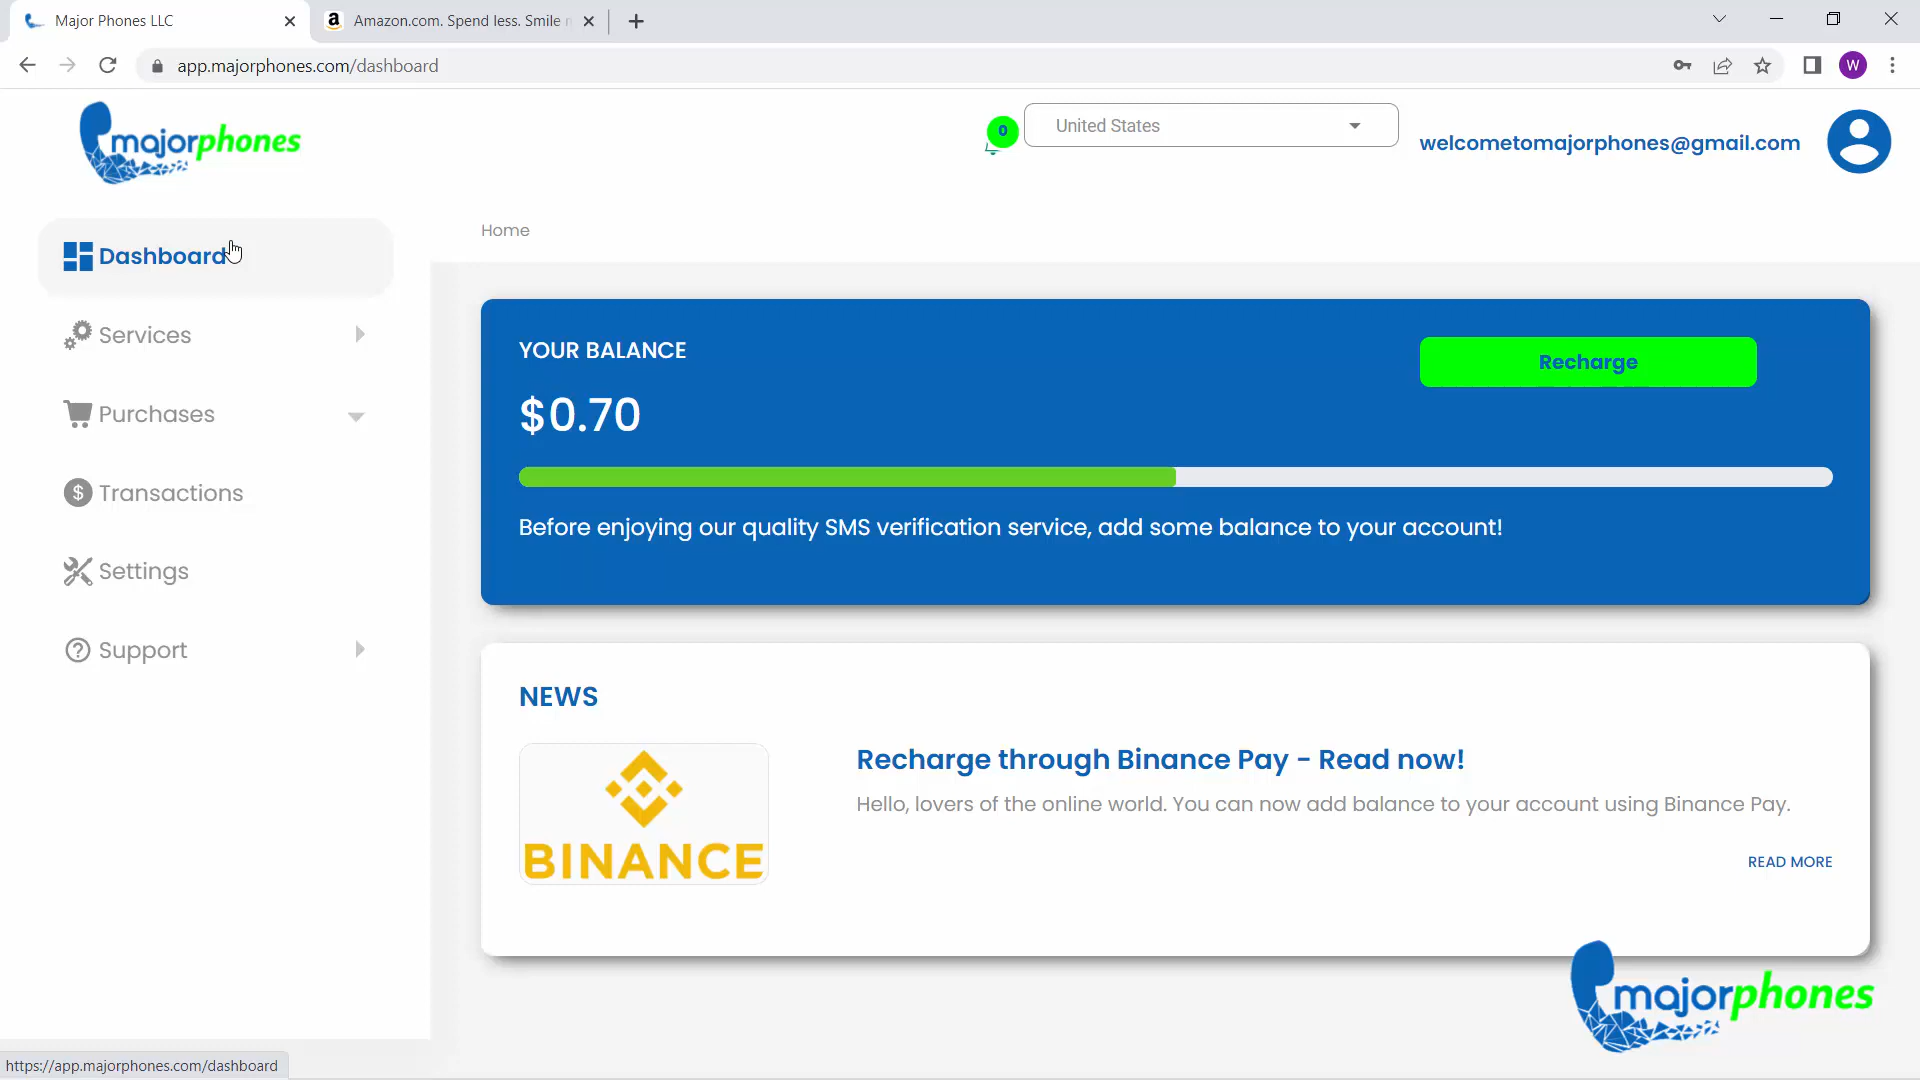 Major Phones LLC
Amazon.com. Spend less. Smile
app.majorphones.com/dashboard
W
majorphones
0
United States
welcometomajorphones@gmail.com
Home
Dashboard
Services
Purchases
Transactions
Settings
Support
YOUR BALANCE
Recharge
$0.70
Before enjoying our quality SMS verification service, add some balance to your account!
NEWS
BINANCE
Recharge through Binance Pay - Read now!
Hello, lovers of the online world. You can now add balance to your account using Binance Pay.
READ MORE
majorphones
https://app.majorphones.com/dashboard